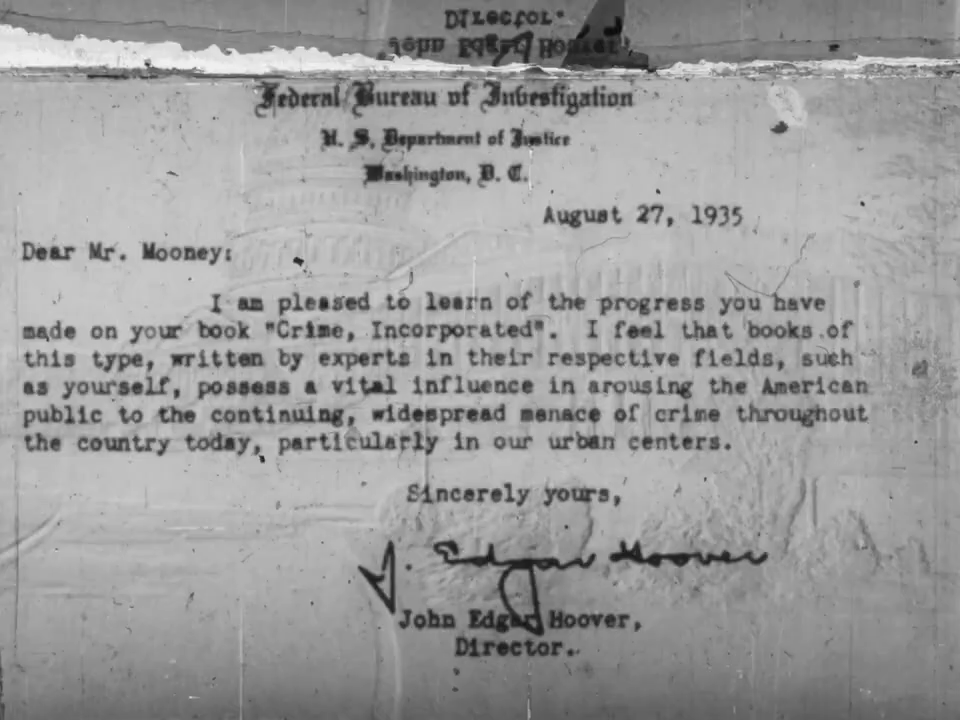 Director.
John Edgar Hoover,
Federal Bureau of Investigation
U. S. Department of Justice
Washington, D. C.
August 27, 1935
Dear Mr. Mooney:
I am pleased to learn of the progress you have
made on your book "Crime, Incorporated". I feel that books of
this type, written by experts in their respective fields, such
as yourself, possess a vital influence in arousing the American
public to the continuing, widespread menace of crime throughout
the country today, particularly in our urban centers.
Sincerely yours,
J. Edgar Hoover
John Edgar Hoover,
Director.